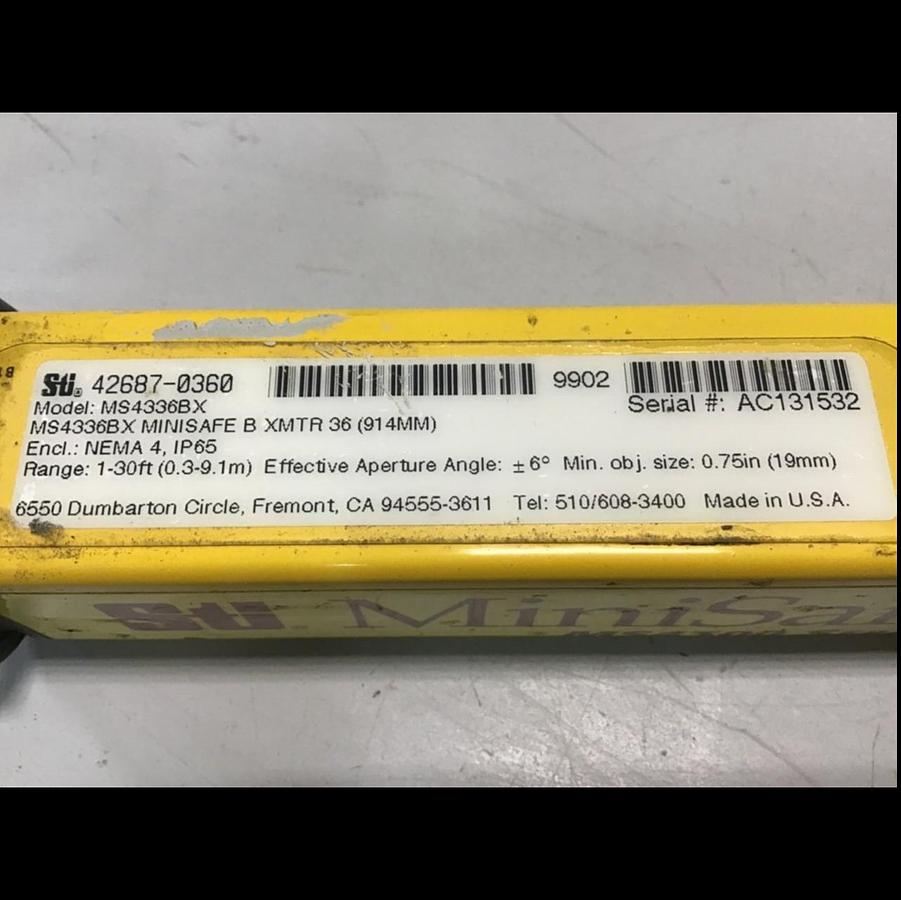 Sti® 42687-0360 9902
Serial #: AC131532
Model: MS4336BX
MS4336BX MINISAFE B XMTR 36 (914MM)
Encl.: NEMA 4, IP65
Range: 1-30ft (0.3-9.1m) Effective Aperture Angle: ± 6° Min. obj. size: 0.75in (19mm)
6550 Dumbarton Circle, Fremont, CA 94555-3611 Tel: 510/608-3400 Made in U.S.A.
Sti MiniSa